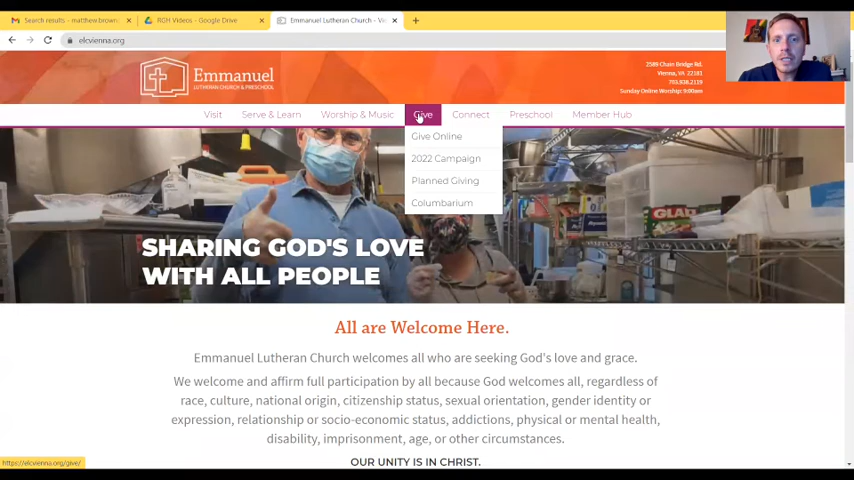 Search results - matthew.brown
RGH Videos - Google Drive
Emmanuel Lutheran Church - Vie
elcvienna.org
Emmanuel
LUTHERAN CHURCH & PRESCHOOL
2589 Chain Bridge Rd.
Vienna, VA 22181
703.938.2119
Sunday Online Worship: 9:00am
Visit Serve & Learn Worship & Music Give Connect Preschool Member Hub
Give Online
2022 Campaign
Planned Giving
Columbarium
GLAD
SHARING GOD'S LOVE
WITH ALL PEOPLE
All are Welcome Here.
Emmanuel Lutheran Church welcomes all who are seeking God's love and grace.
We welcome and affirm full participation by all because God welcomes all, regardless of
race, culture, national origin, citizenship status, sexual orientation, gender identity or
expression, relationship or socio-economic status, addictions, physical or mental health,
disability, imprisonment, age, or other circumstances.
OUR UNITY IS IN CHRIST.
https://elcvienna.org/give/